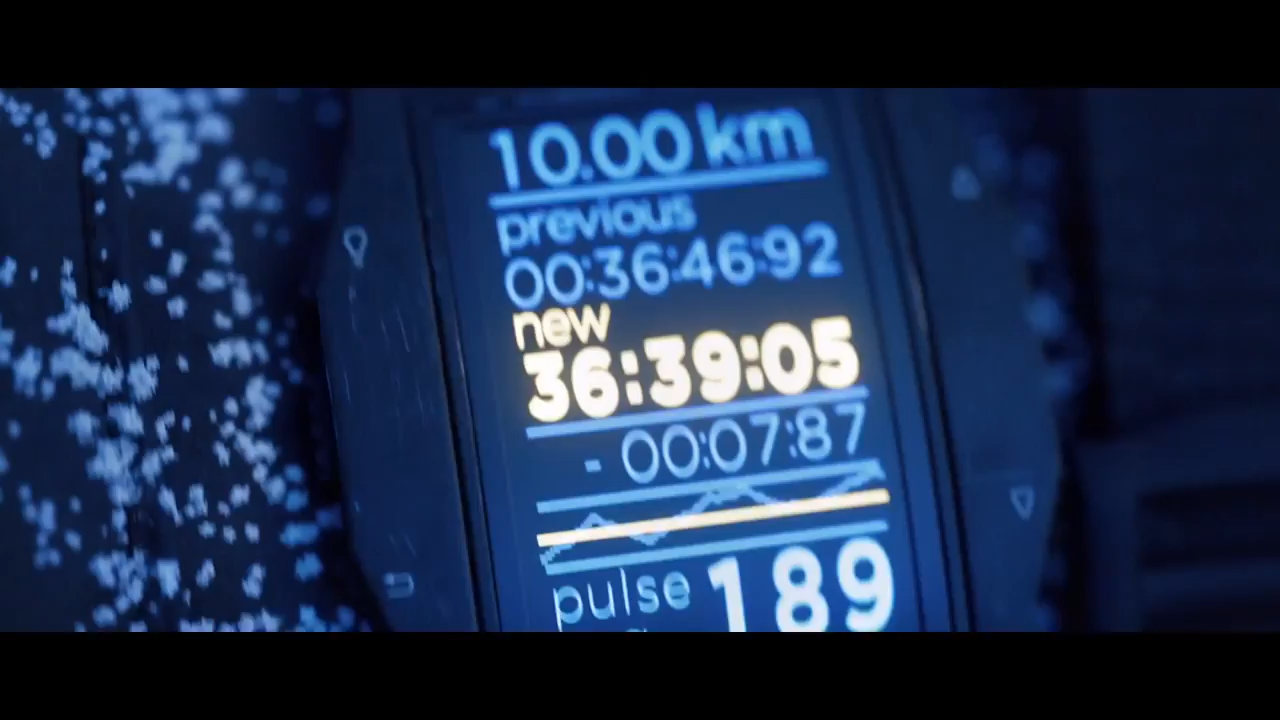 10.00 km
previous
00:36:46:92
new
36:39:05
- 00:07:87
pulse 189